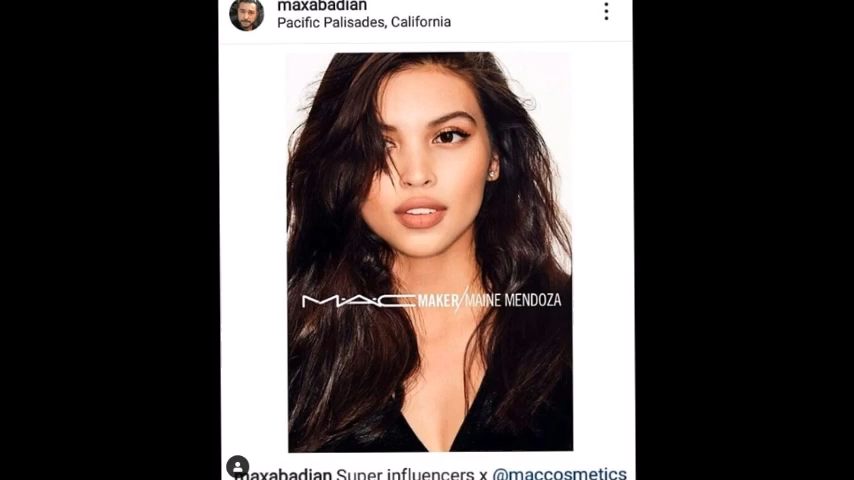 maxabadian
Pacific Palisades, California
MAC MAKER/MAINE MENDOZA
maxabadian Super influencers x @maccosmetics